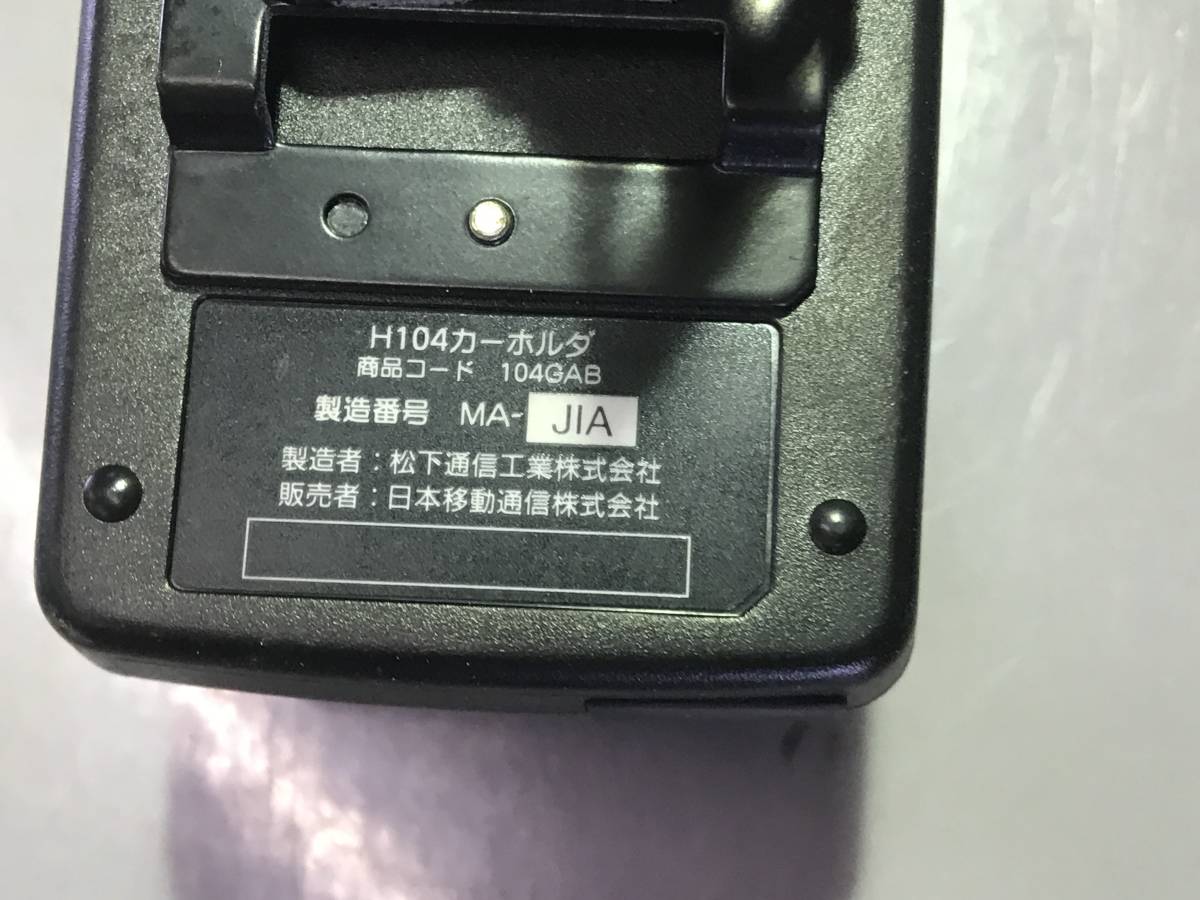 H104カーホルダ
商品コード 104GAB
製造番号 MA-JIA
製造者：松下通信工業株式会社
販売者：日本移動通信株式会社